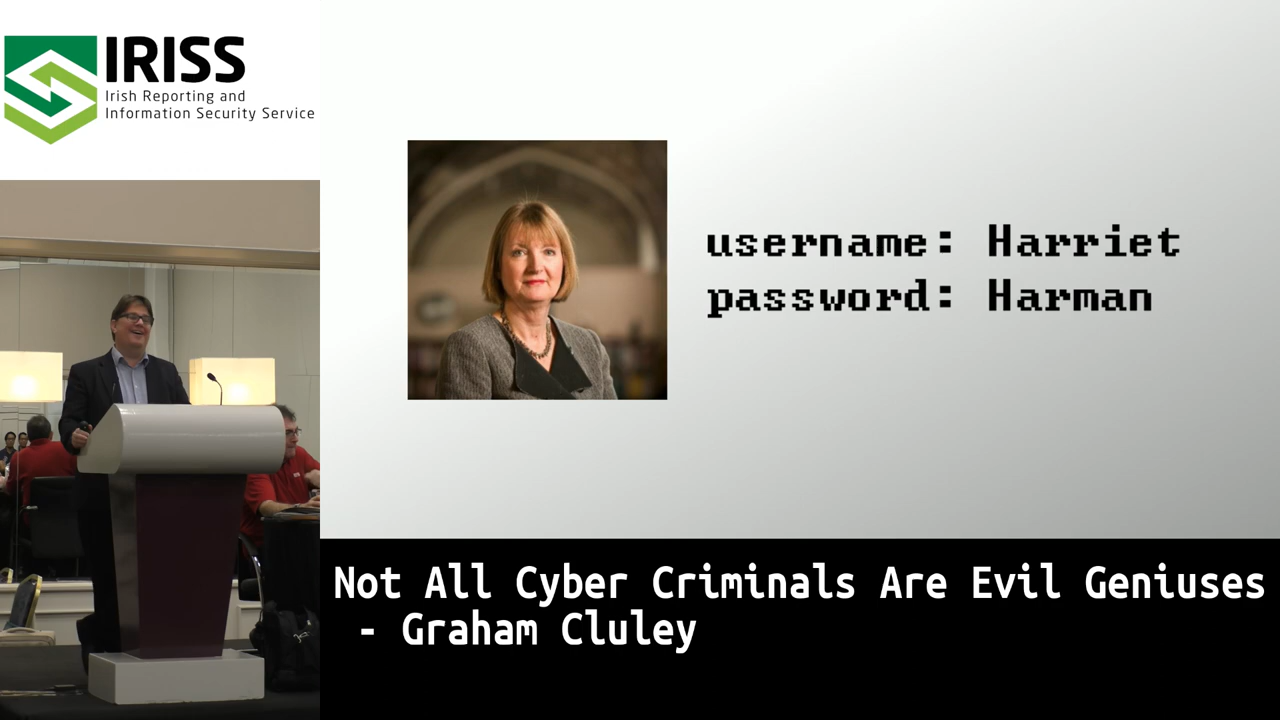 IRISS
Irish Reporting and
Information Security Service
username: Harriet
password: Harman
Not All Cyber Criminals Are Evil Geniuses
- Graham Cluley